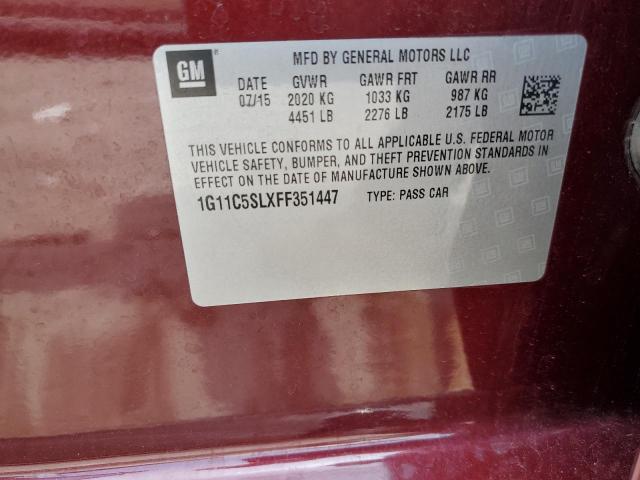 GM
MFD BY GENERAL MOTORS LLC
DATE GVWR GAWR FRT GAWR RR
07/15 2020 KG 1033 KG 987 KG
4451 LB 2276 LB 2175 LB
THIS VEHICLE CONFORMS TO ALL APPLICABLE U.S. FEDERAL MOTOR
VEHICLE SAFETY, BUMPER, AND THEFT PREVENTION STANDARDS IN
EFFECT ON THE DATE OF MANUFACTURE SHOWN ABOVE.
1G11C5SLXFF351447 TYPE: PASS CAR